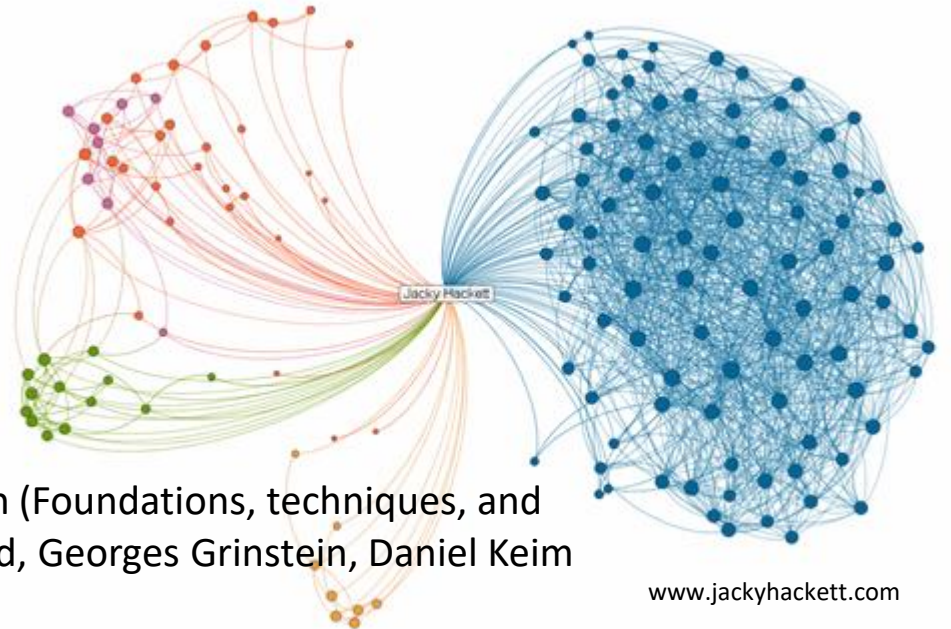 Jacky Hackett
(Foundations, techniques, and
Georges Grinstein, Daniel Keim
www.jackyhackett.com